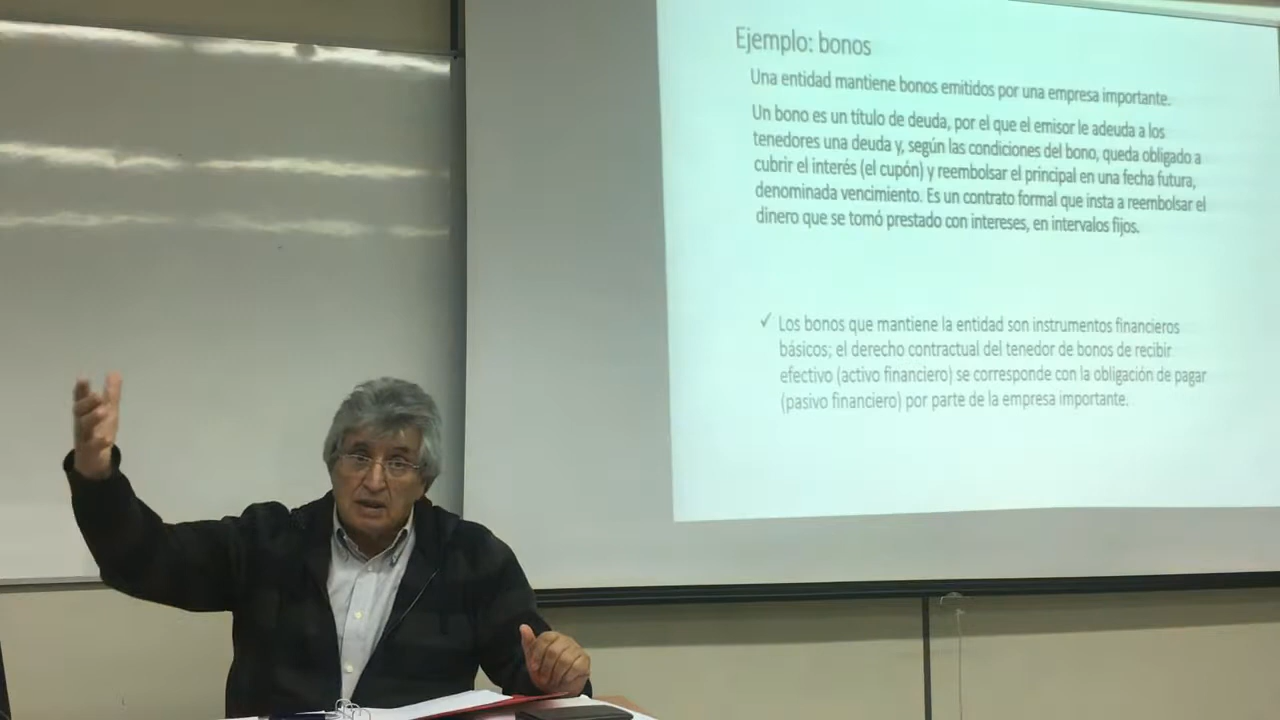 Ejemplo: bonos
Una entidad mantiene bonos emitidos por una empresa importante.
Un bono es un título de deuda, por el que el emisor le adeuda a los
tenedores una deuda y, según las condiciones del bono, queda obligado a
cubrir el interés (el cupón) y reembolsar el principal en una fecha futura,
denominada vencimiento. Es un contrato formal que insta a reembolsar el
dinero que se tomó prestado con intereses, en intervalos fijos.
✓ Los bonos que mantiene la entidad son instrumentos financieros
básicos; el derecho contractual del tenedor de bonos de recibir
efectivo (activo financiero) se corresponde con la obligación de pagar
(pasivo financiero) por parte de la empresa importante.